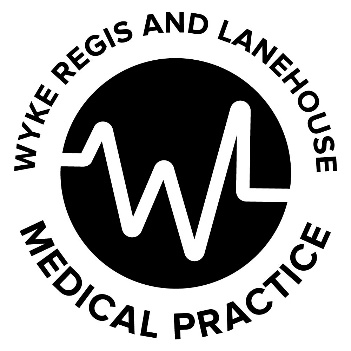 WYKE REGIS AND LANEHOUSE
MEDICAL PRACTICE